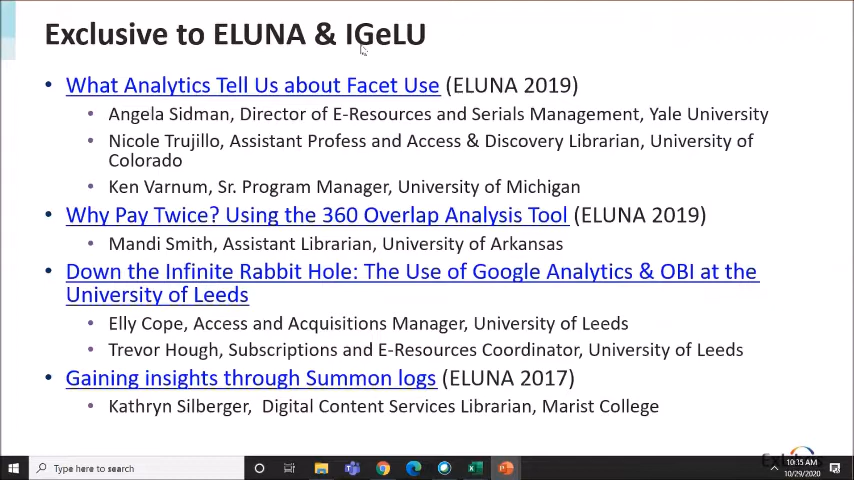 Exclusive to ELUNA & IGeLU
• What Analytics Tell Us about Facet Use (ELUNA 2019)
• Angela Sidman, Director of E-Resources and Serials Management, Yale University
• Nicole Trujillo, Assistant Profess and Access & Discovery Librarian, University of
Colorado
• Ken Varnum, Sr. Program Manager, University of Michigan
• Why Pay Twice? Using the 360 Overlap Analysis Tool (ELUNA 2019)
• Mandi Smith, Assistant Librarian, University of Arkansas
• Down the Infinite Rabbit Hole: The Use of Google Analytics & OBI at the
University of Leeds
• Elly Cope, Access and Acquisitions Manager, University of Leeds
• Trevor Hough, Subscriptions and E-Resources Coordinator, University of Leeds
• Gaining insights through Summon logs (ELUNA 2017)
• Kathryn Silberger, Digital Content Services Librarian, Marist College
Type here to search
10:15 AM
10/29/2020